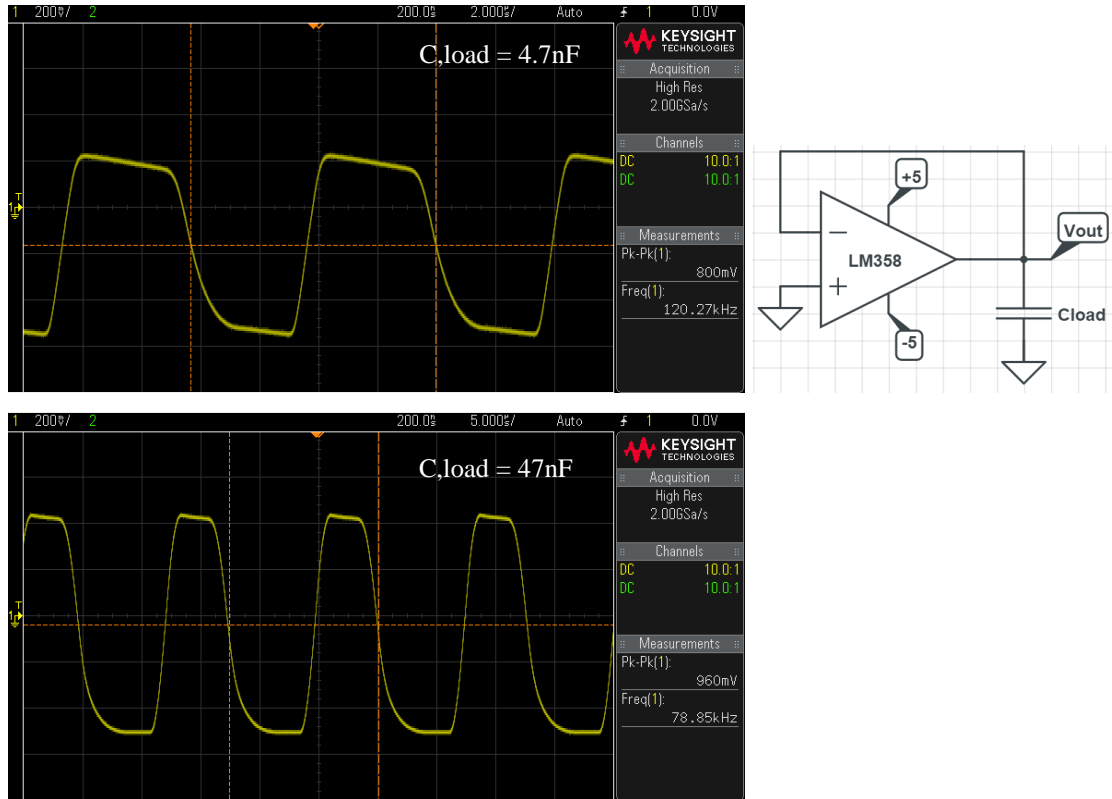 1 200mV/ 2 200.0s 2.000s/ Auto 1 0.0V
C,load = 4.7nF
KEYSIGHT
TECHNOLOGIES
Acquisition
High Res
2.00GSa/s
Channels
DC 10.0:1
DC 10.0:1
Measurements
Pk-Pk(1):
800mV
Freq(1):
120.27kHz
T
1
+5
LM358
Vout
Cload
-5
1 200mV/ 2 200.0s 5.000s/ Auto 1 0.0V
C,load = 47nF
KEYSIGHT
TECHNOLOGIES
Acquisition
High Res
2.00GSa/s
Channels
DC 10.0:1
DC 10.0:1
Measurements
Pk-Pk(1):
960mV
Freq(1):
78.85kHz
T
1